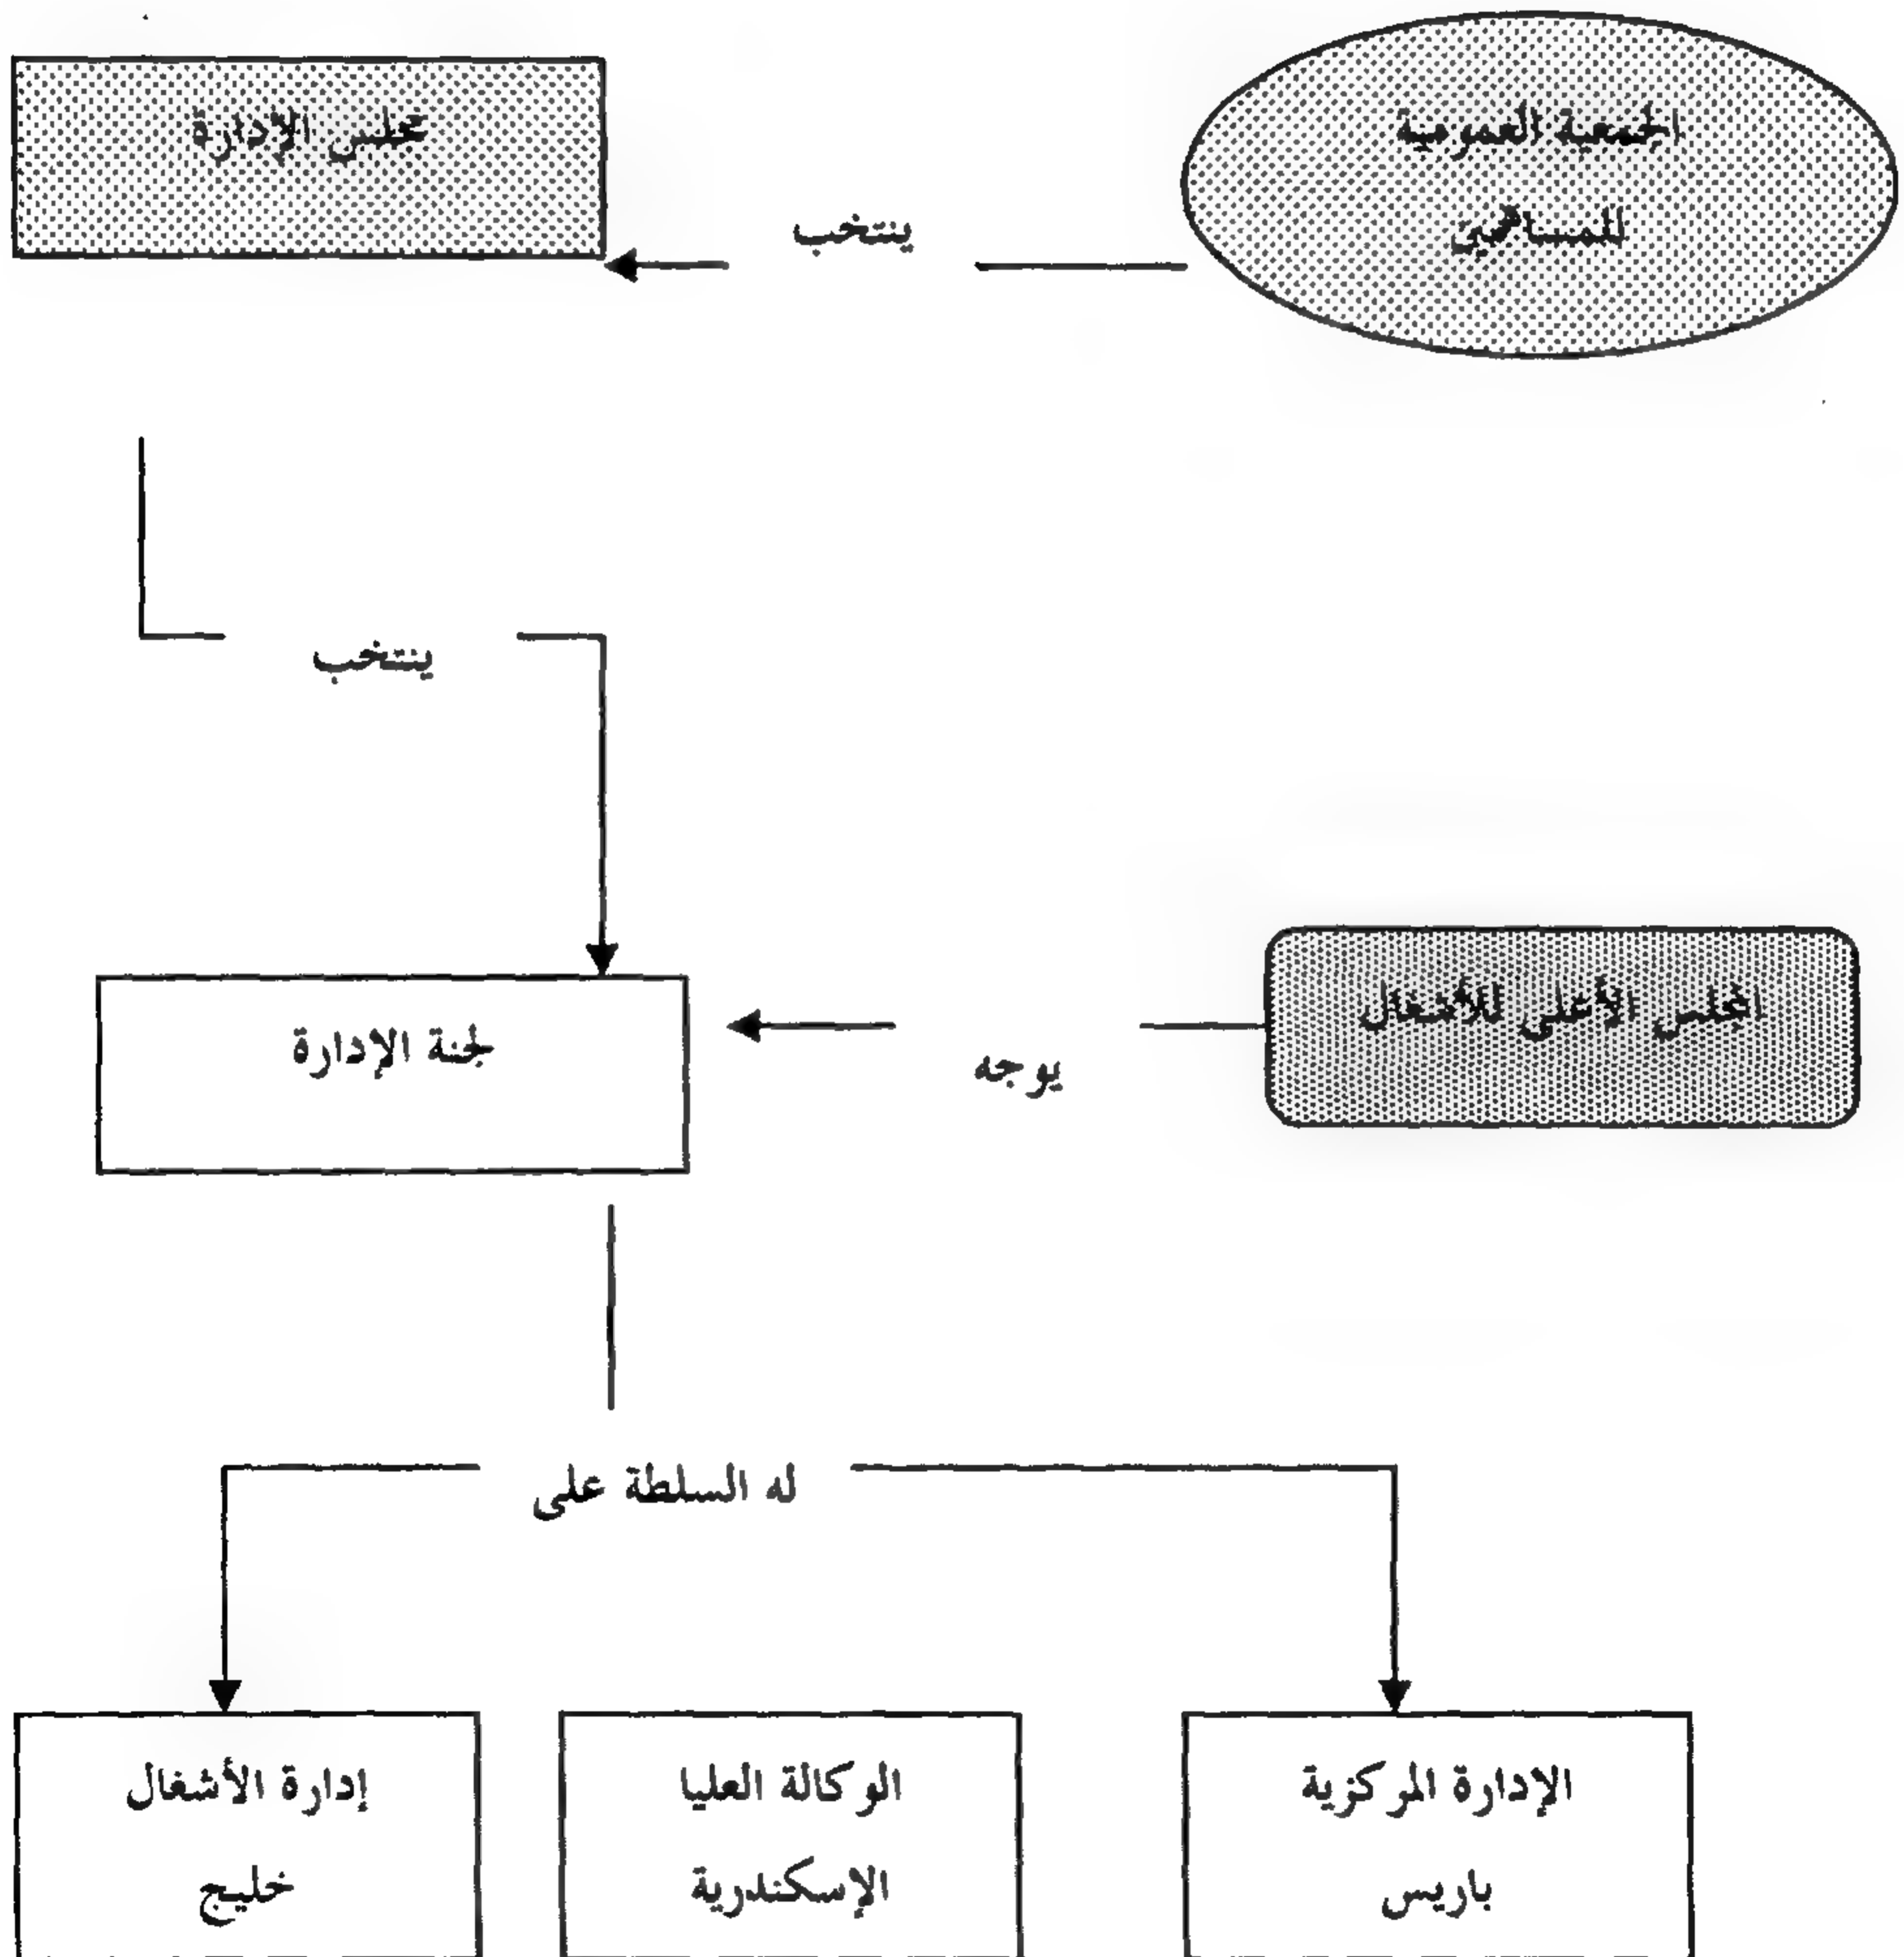 الجمعية العمومية
للمساهمين
ينتخب
مجلس الإدارة
ينتخب
المجلس الأعلى للأشغال
يوجه
لجنة الإدارة
له السلطة على
الإدارة المركزية
باريس
الوكالة العليا
الإسكندرية
إدارة الأشغال
خليج